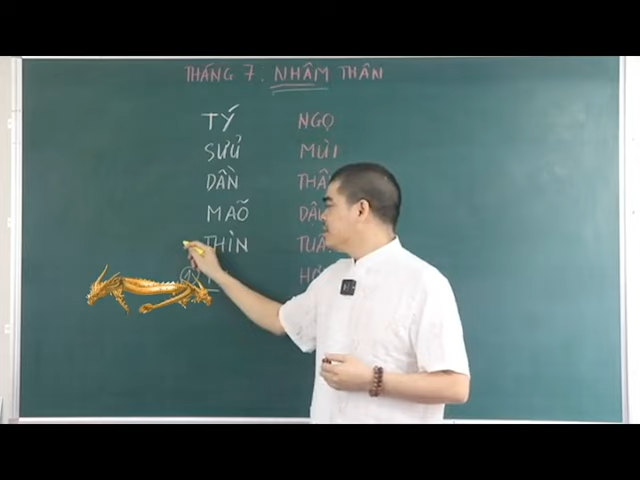 THÁNG 7. NHÂM THÂN
TÝ NGỌ
SỬU MÙI
DẦN
MÃO
THÌN